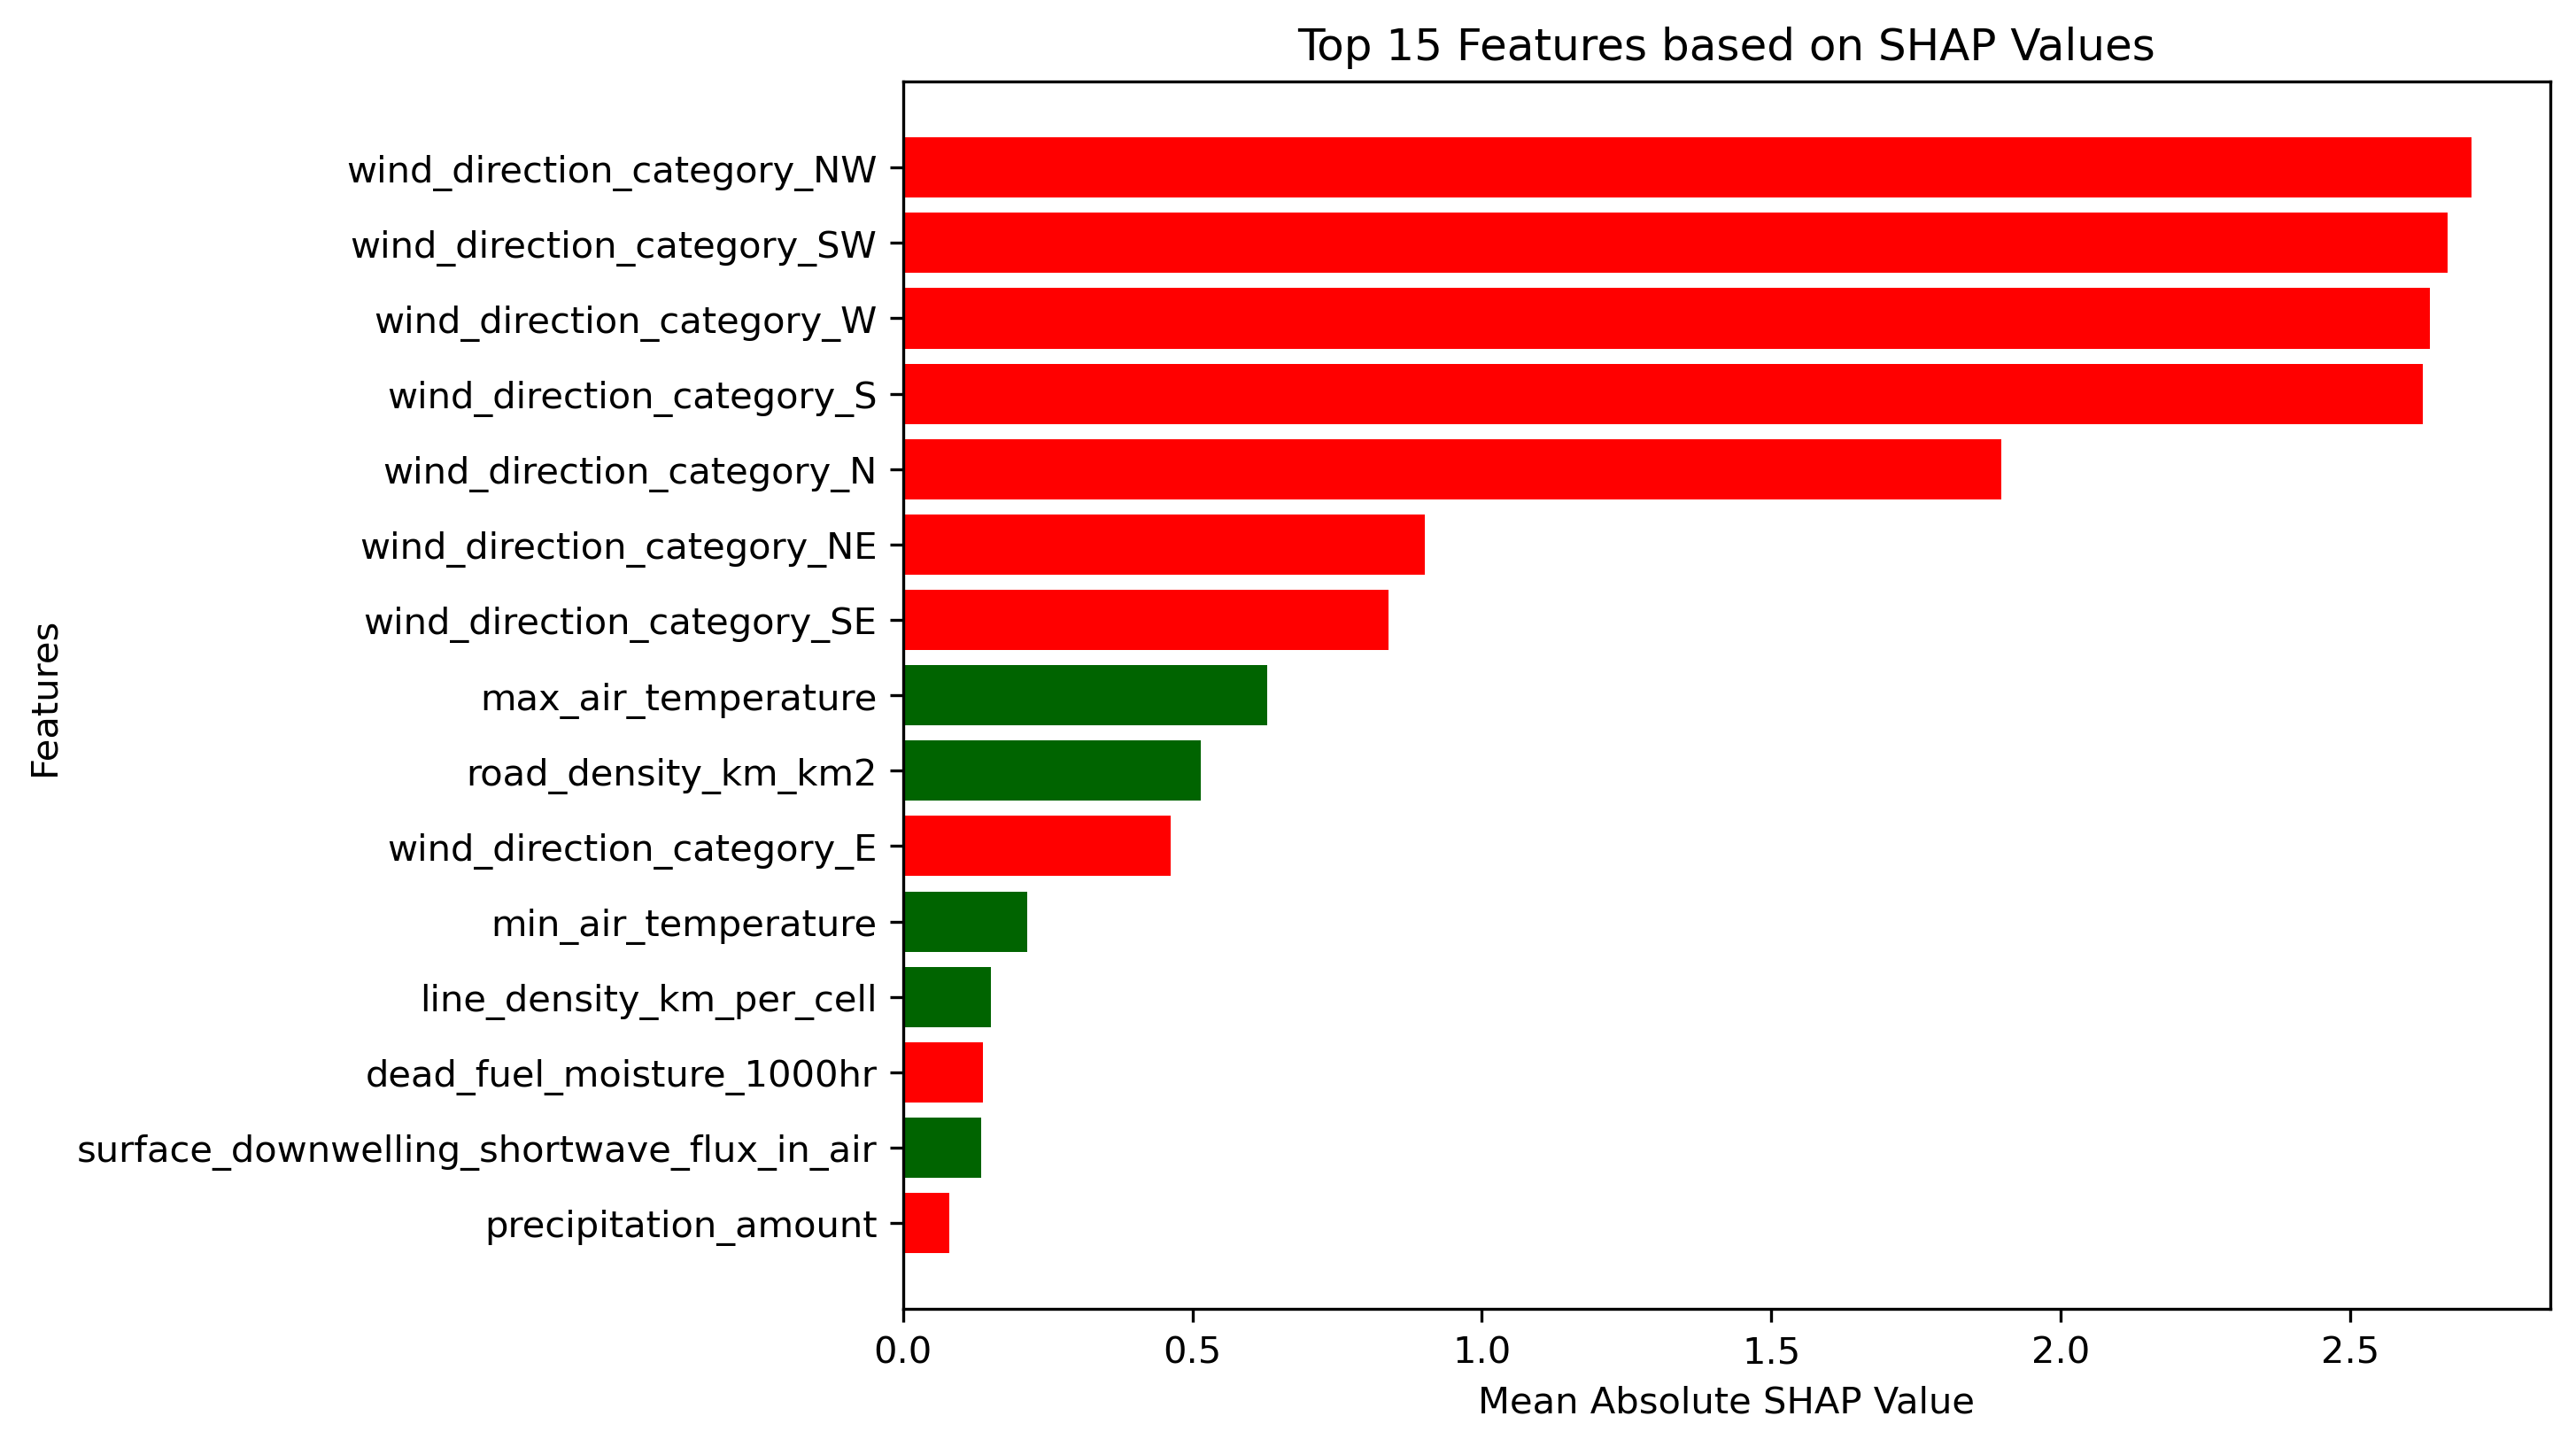 Top 15 Features based on SHAP Values
wind_direction_category_NW
wind_direction_category_SW
wind_direction_category_W
wind_direction_category_S
wind_direction_category_N
wind_direction_category_NE
wind_direction_category_SE
max_air_temperature
road_density_km_km2
wind_direction_category_E
min_air_temperature
line_density_km_per_cell
dead_fuel_moisture_1000hr
surface_downwelling_shortwave_flux_in_air
precipitation_amount
Features
0.0 0.5 1.0 1.5 2.0 2.5
Mean Absolute SHAP Value